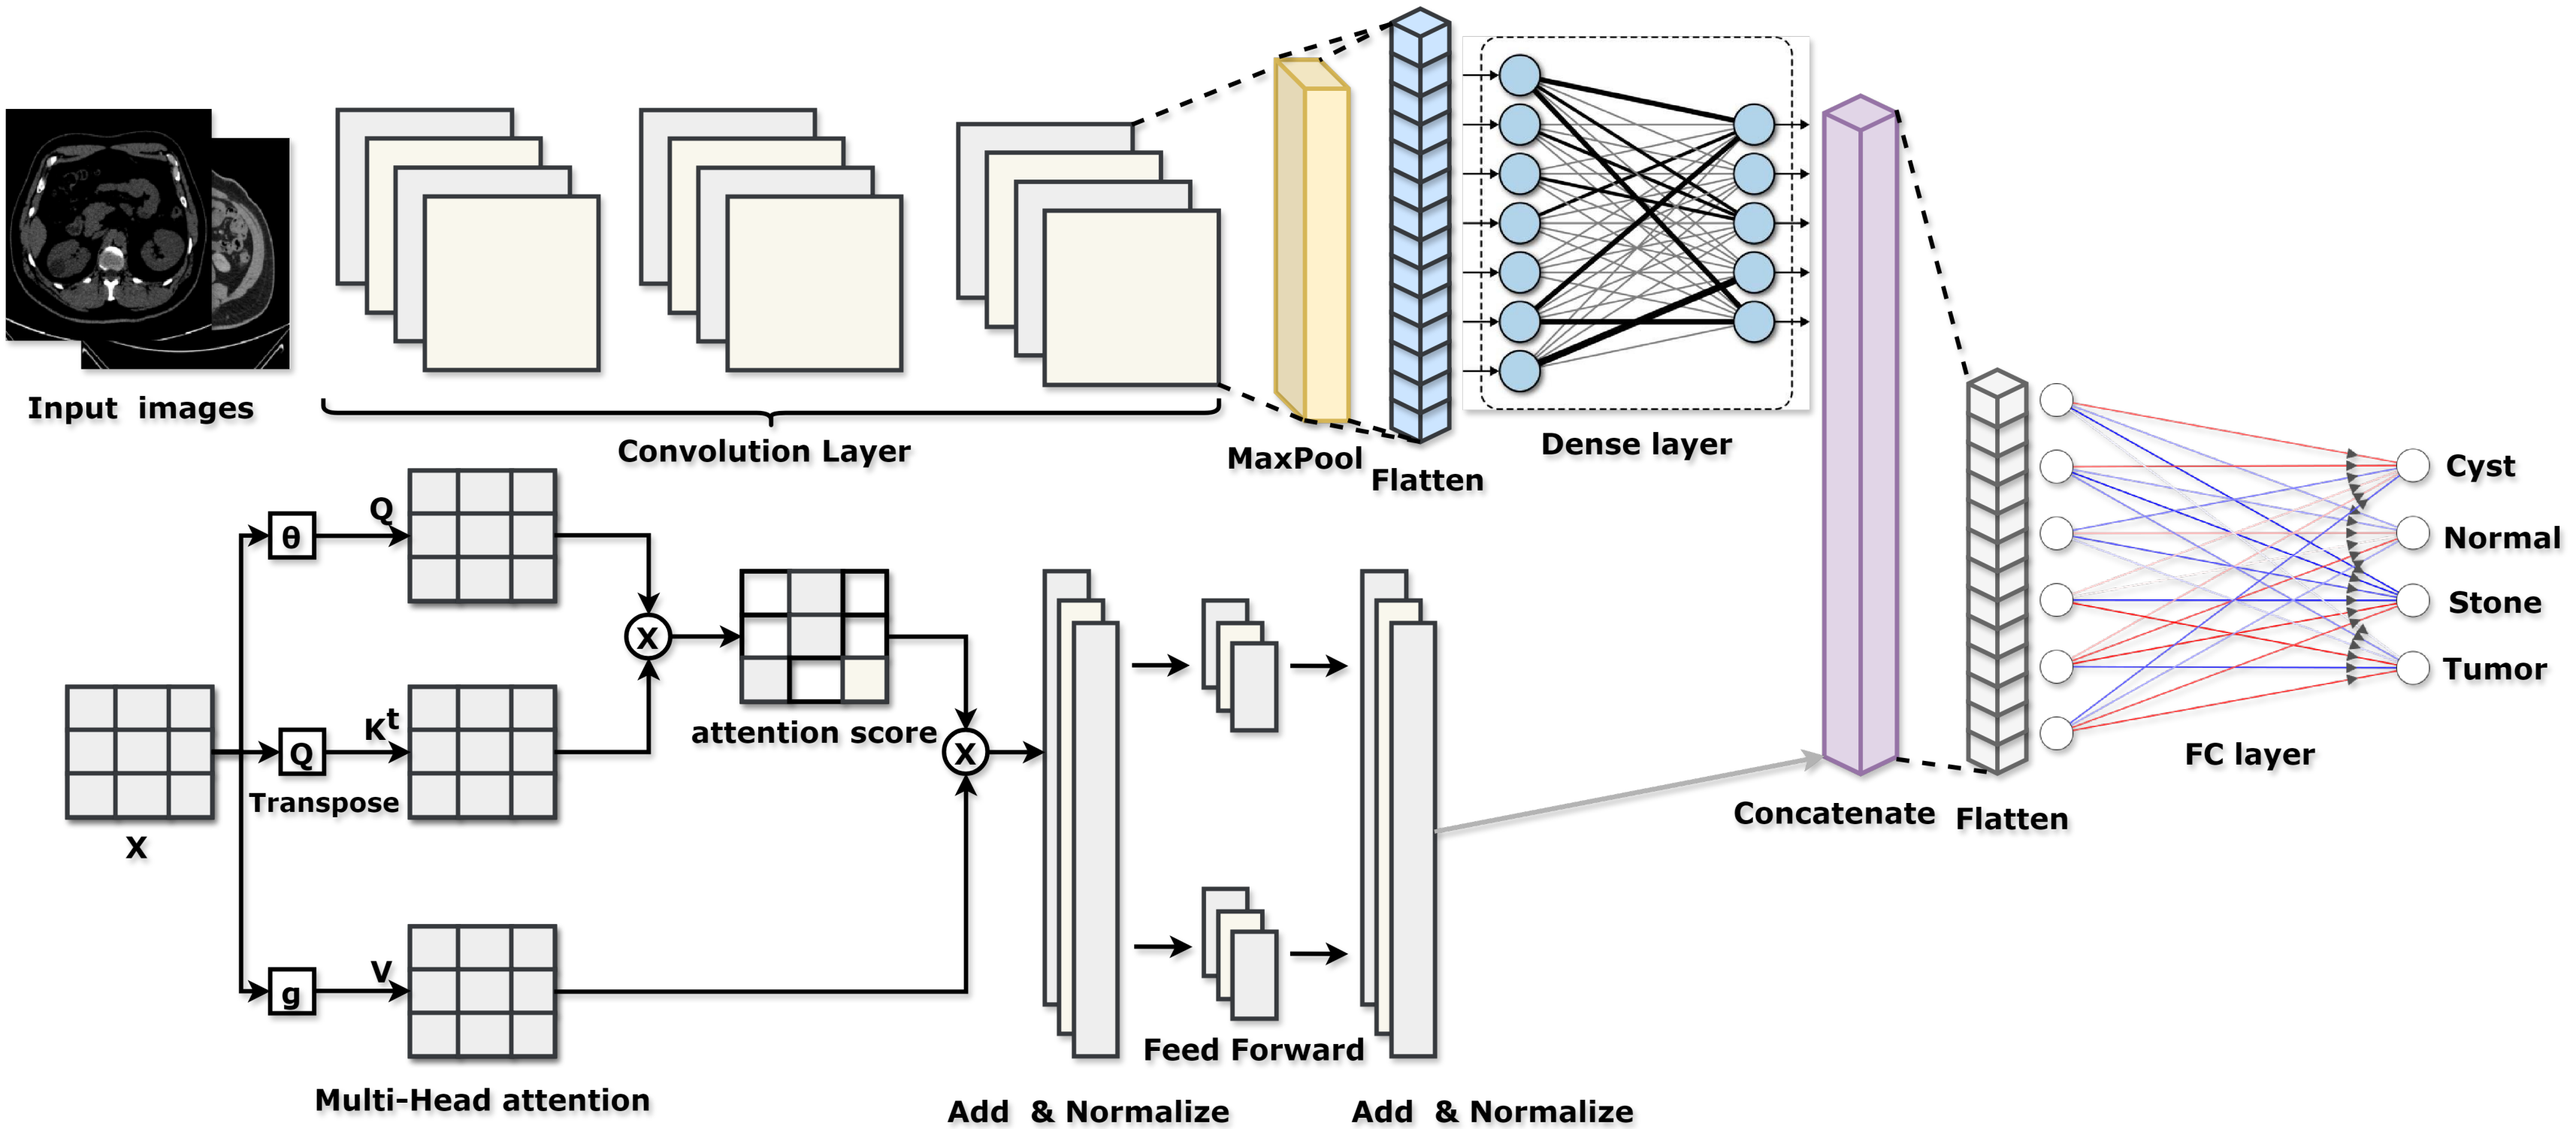 Input images
Convolution Layer
MaxPool
Flatten
Dense layer
Cyst
Normal
Stone
Tumor
FC layer
Concatenate
Flatten
θ
Q
X
attention score
Q
K^t
Transpose
X
X
g
V
Multi-Head attention
Feed Forward
Add & Normalize
Add & Normalize